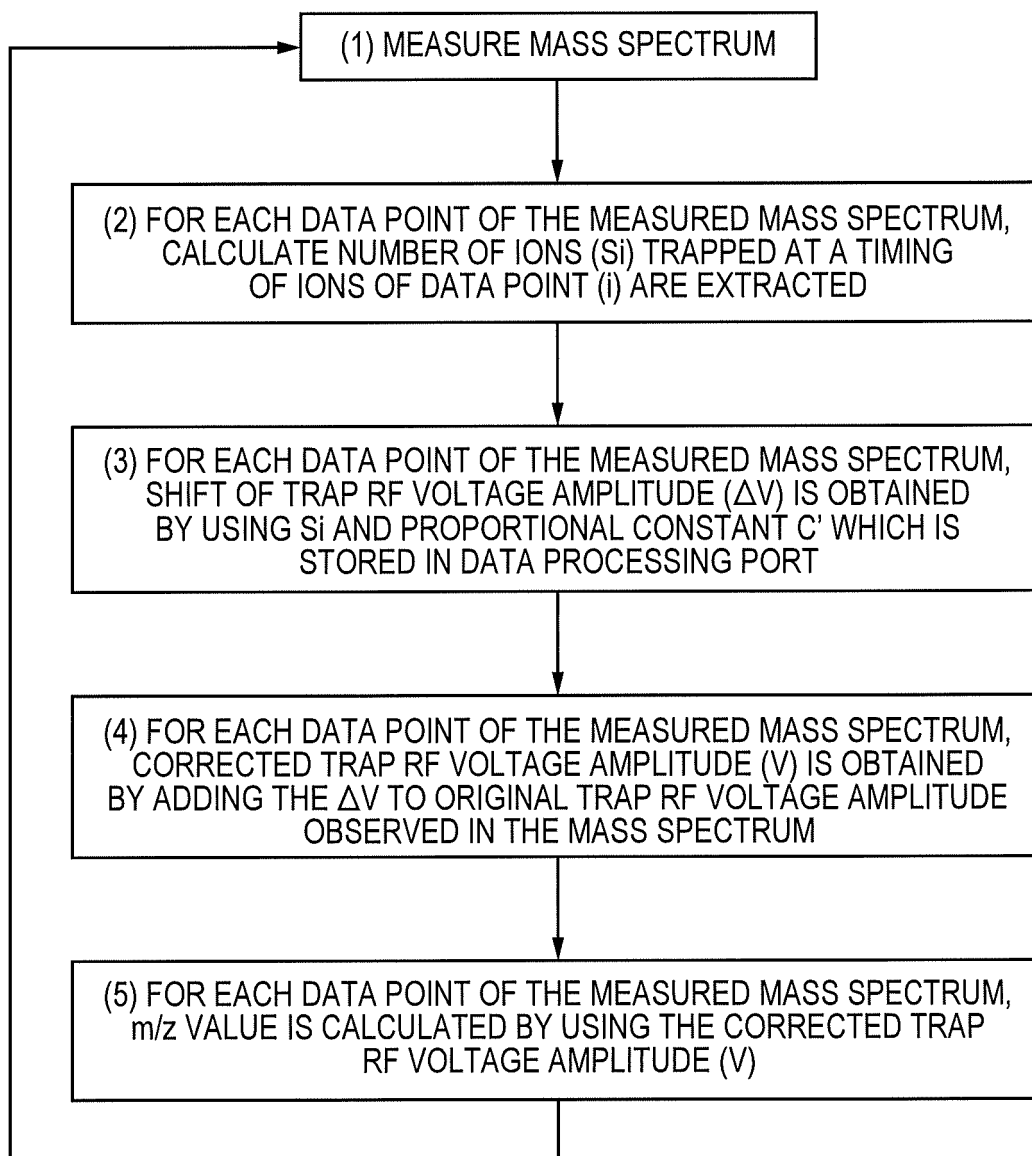 (1) MEASURE MASS SPECTRUM
(2) FOR EACH DATA POINT OF THE MEASURED MASS SPECTRUM,
CALCULATE NUMBER OF IONS (Si) TRAPPED AT A TIMING
OF IONS OF DATA POINT (i) ARE EXTRACTED
(3) FOR EACH DATA POINT OF THE MEASURED MASS SPECTRUM,
SHIFT OF TRAP RF VOLTAGE AMPLITUDE (ΔV) IS OBTAINED
BY USING Si AND PROPORTIONAL CONSTANT C' WHICH IS
STORED IN DATA PROCESSING PORT
(4) FOR EACH DATA POINT OF THE MEASURED MASS SPECTRUM,
CORRECTED TRAP RF VOLTAGE AMPLITUDE (V) IS OBTAINED
BY ADDING THE ΔV TO ORIGINAL TRAP RF VOLTAGE AMPLITUDE
OBSERVED IN THE MASS SPECTRUM
(5) FOR EACH DATA POINT OF THE MEASURED MASS SPECTRUM,
m/z VALUE IS CALCULATED BY USING THE CORRECTED TRAP
RF VOLTAGE AMPLITUDE (V)